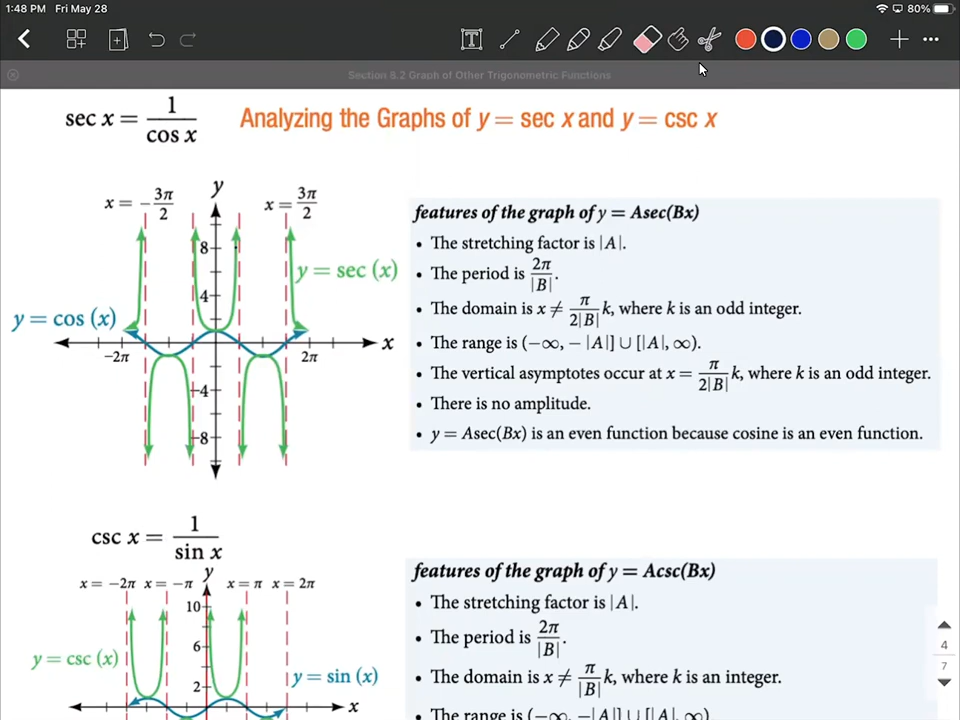 1:48 PM Fri May 28
80%
Section 8.2 Graph of Other Trigonometric Functions
sec x = 1/cos x
Analyzing the Graphs of y = sec x and y = csc x
x = -3π/2
y
x = 3π/2
8
4
-4
-8
-2π
2π
x
y = sec (x)
y = cos (x)
features of the graph of y = Asec(Bx)
• The stretching factor is |A|.
• The period is 2π/|B|.
• The domain is x ≠ π/2|B| k, where k is an odd integer.
• The range is (−∞, −|A|] ∪ [|A|, ∞).
• The vertical asymptotes occur at x = π/2|B| k, where k is an odd integer.
• There is no amplitude.
• y = Asec(Bx) is an even function because cosine is an even function.
csc x = 1/sin x
x = -2π x = -π y x = π x = 2π
10
6
2
y = csc (x)
y = sin (x)
x
features of the graph of y = Acsc(Bx)
• The stretching factor is |A|.
• The period is 2π/|B|.
• The domain is x ≠ π/|B| k, where k is an integer.
• The range is (−∞, −|A|] ∪ [|A|, ∞).
4
7